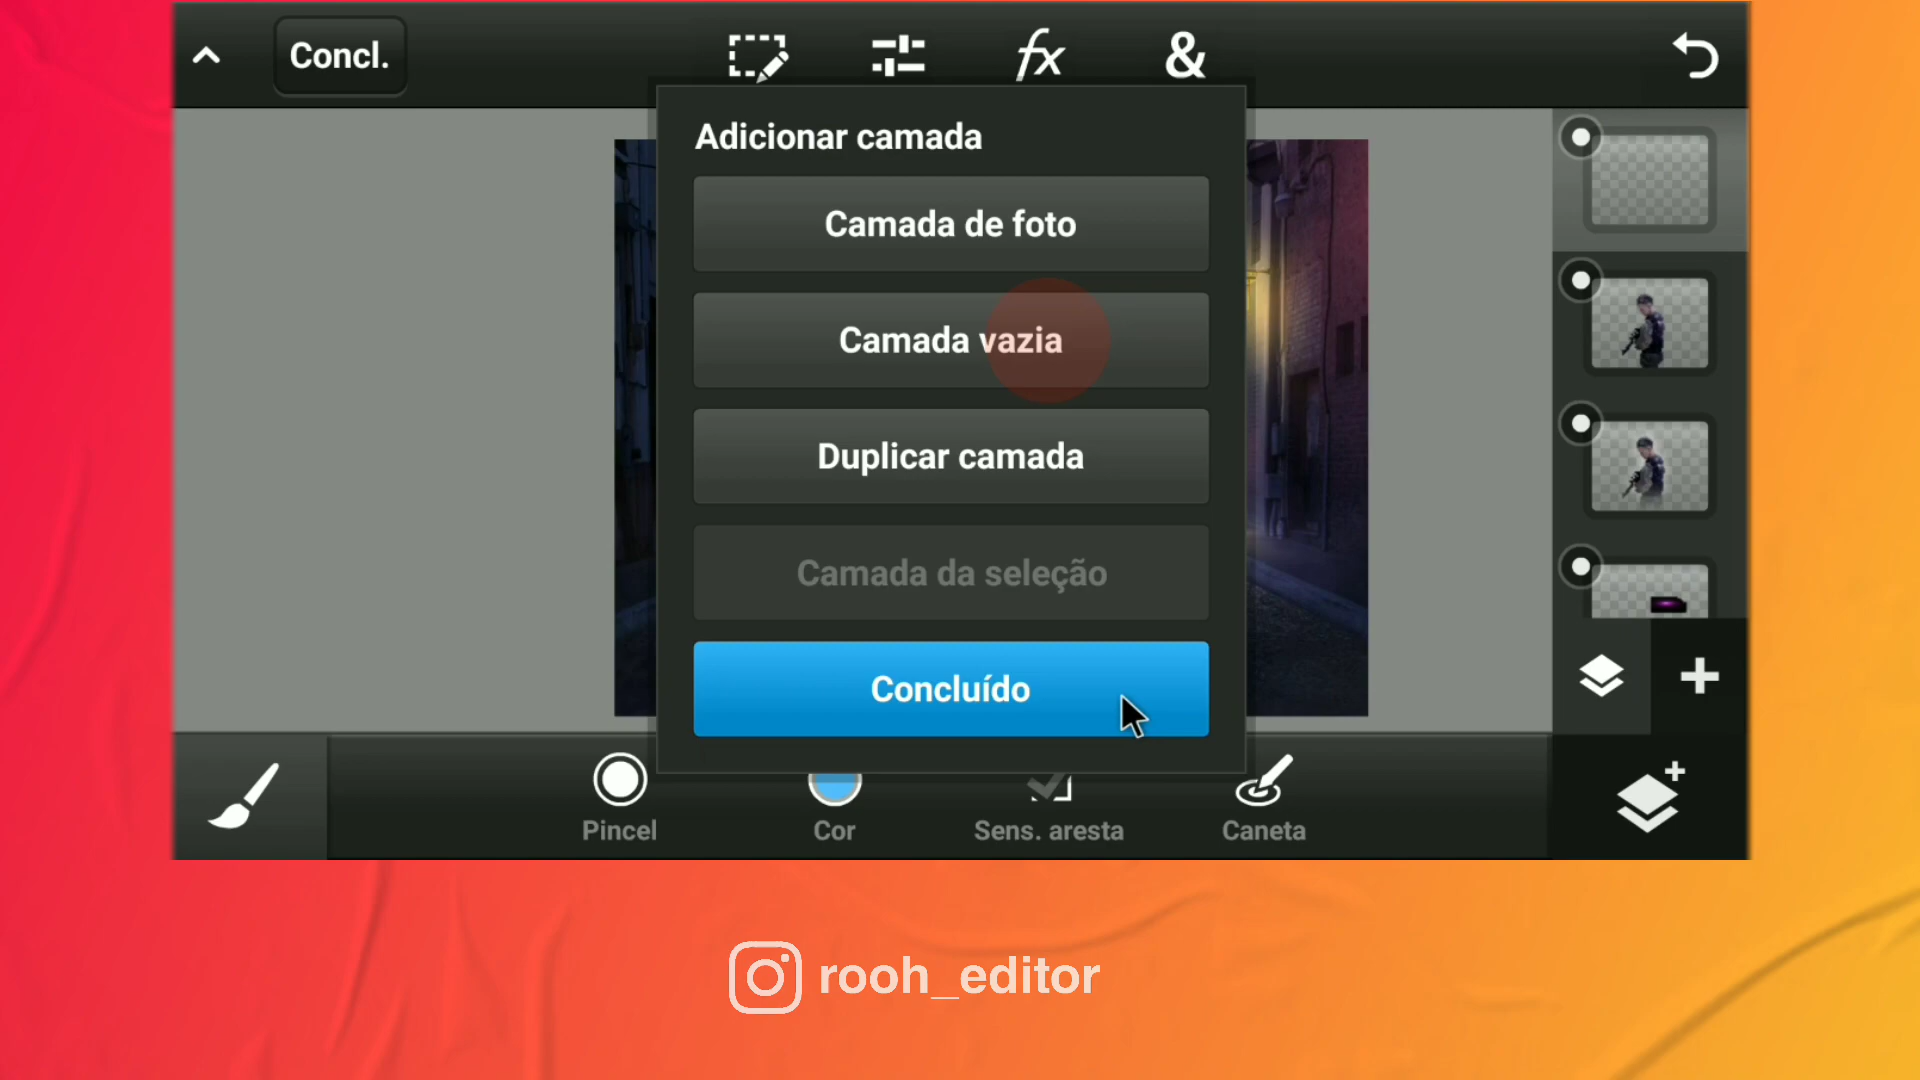 Concl.
fx
&
Adicionar camada
Camada de foto
Camada vazia
Duplicar camada
Camada da seleção
Concluído
Pincel
Cor
Sens. aresta
Caneta
rooh_editor